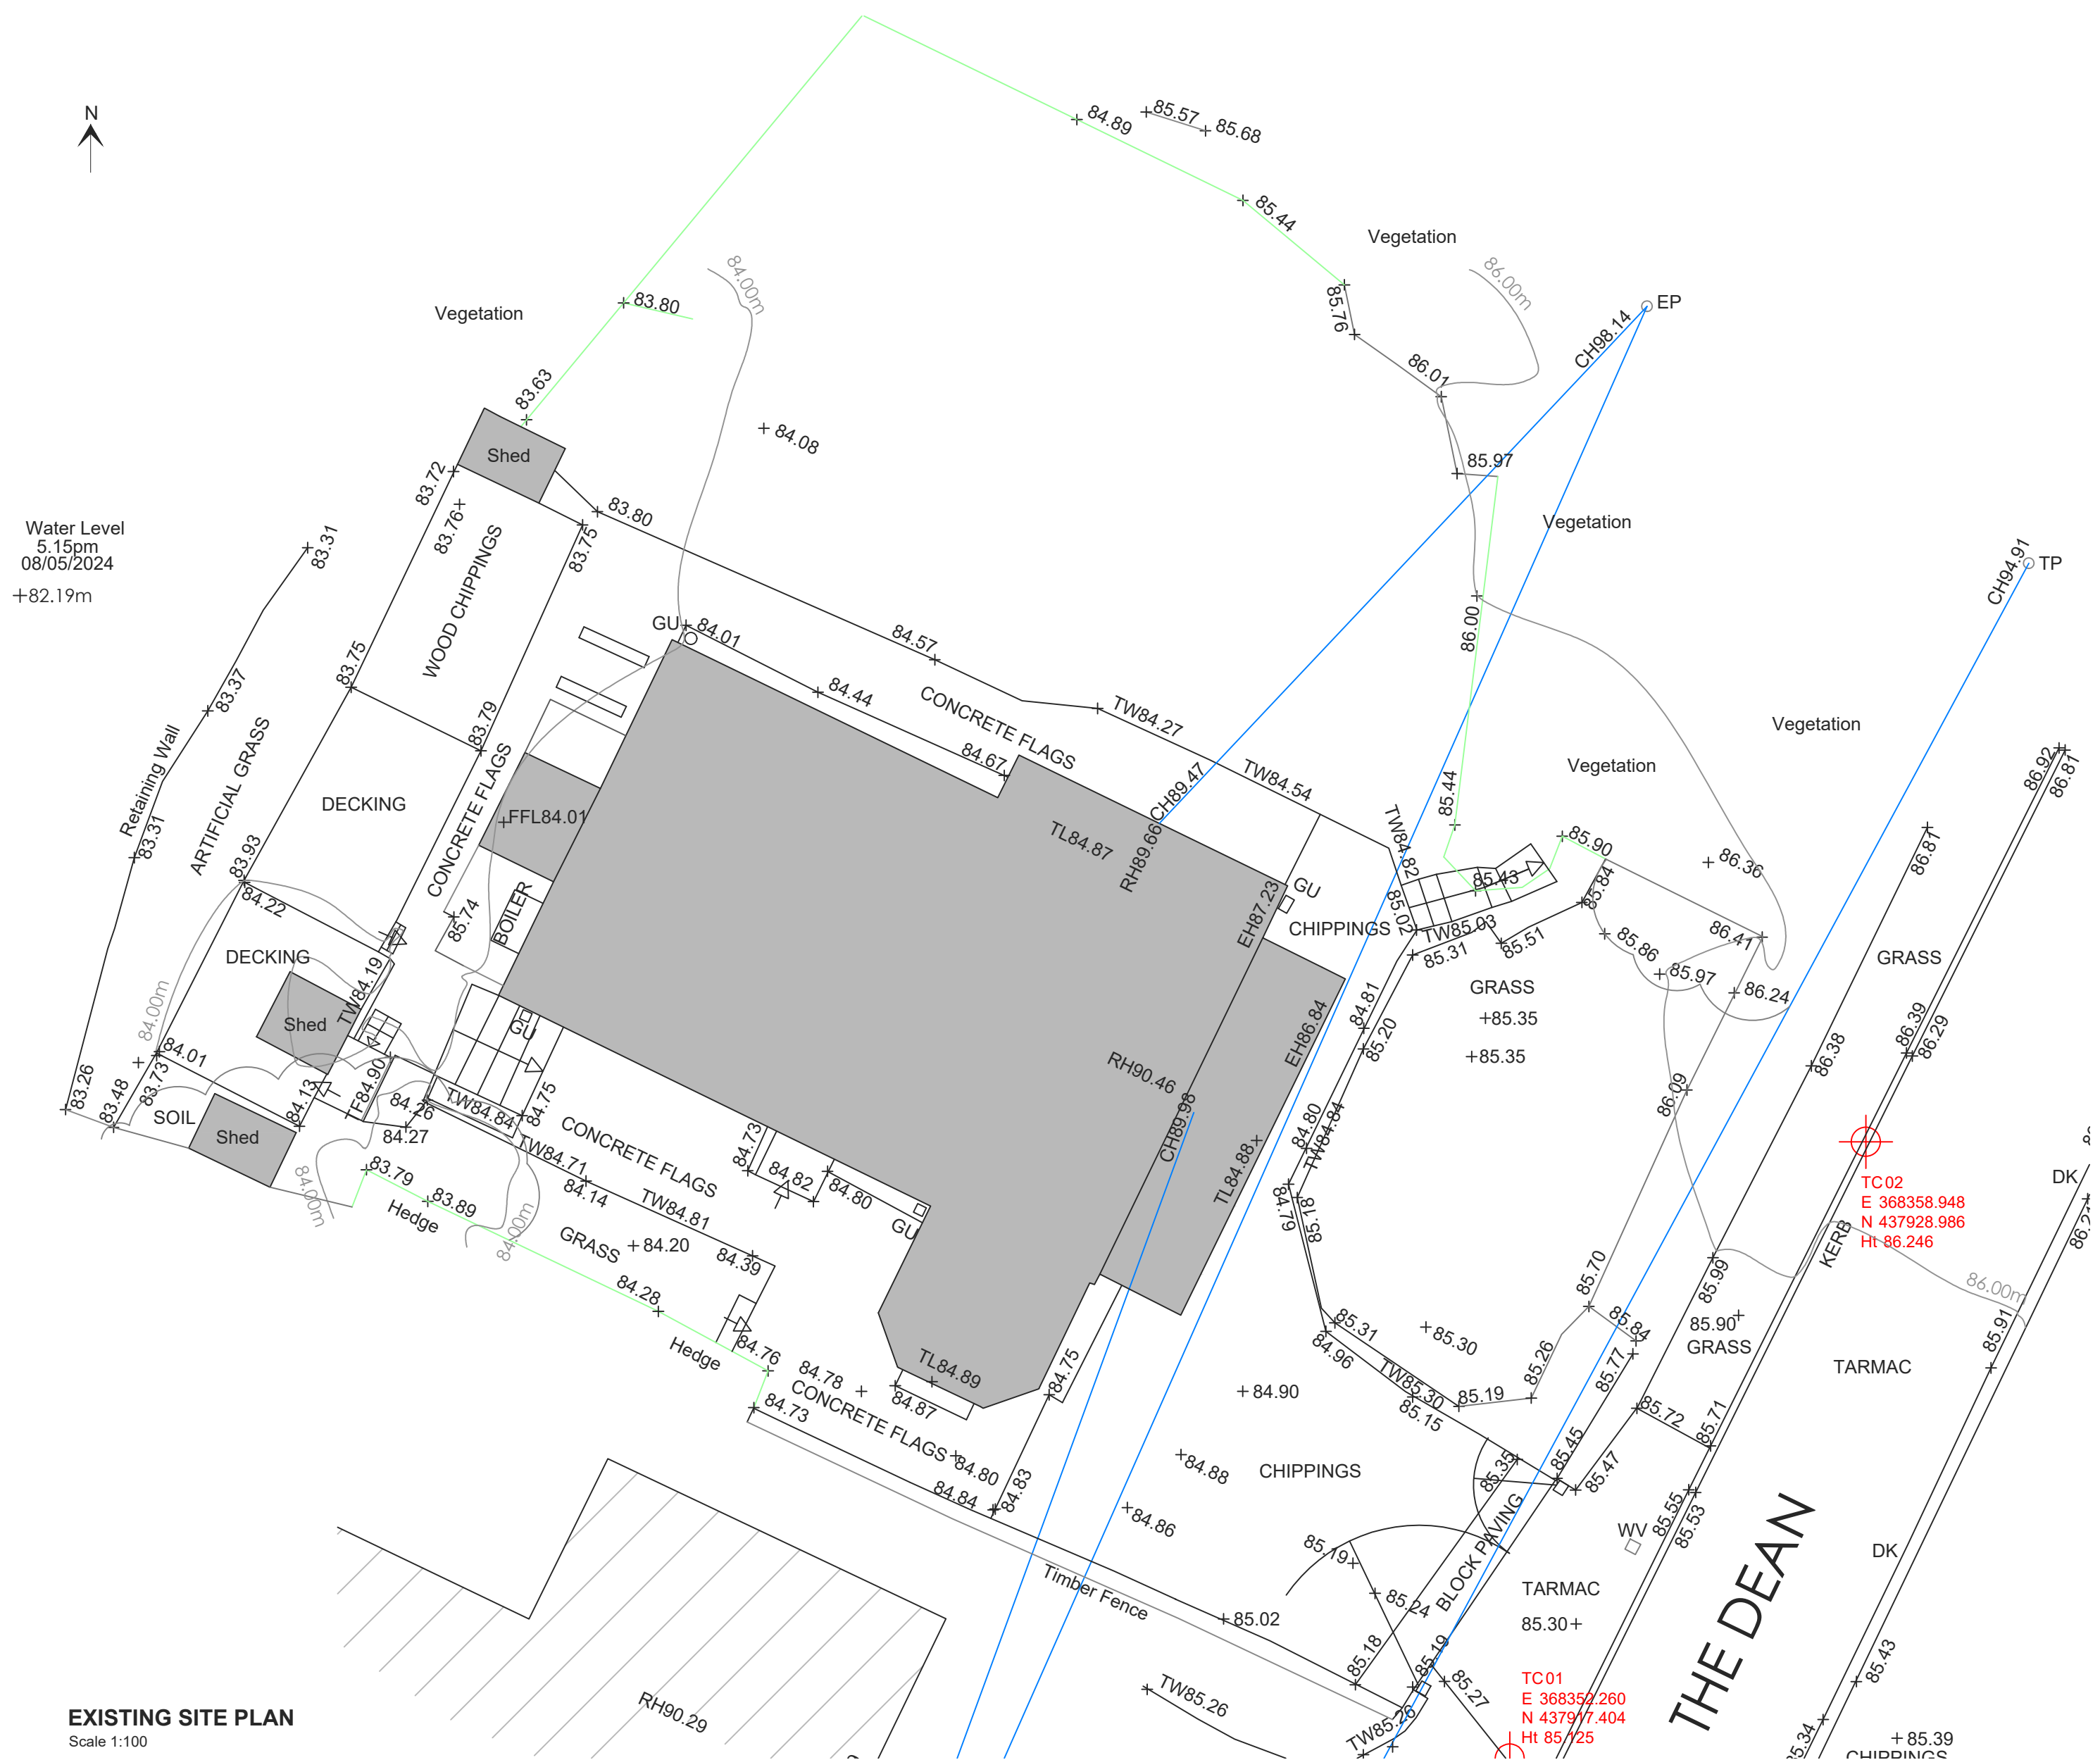 N
84.89
85.57
85.68
85.44
Vegetation
84.00m
86.00m
85.76
EP
CH98.14
83.80
Vegetation
86.01
83.63
84.08
Shed
83.72
85.97
83.76
83.80
Vegetation
Water Level
5.15pm
08/05/2024
82.19m
83.31
83.75
WOOD CHIPPINGS
CH94.91
TP
GU
84.01
84.57
86.00
83.75
83.37
84.44
CONCRETE FLAGS
TW84.27
Vegetation
83.79
84.67
TW84.54
Vegetation
86.92
86.81
Retaining Wall
ARTIFICIAL GRASS
DECKING
CONCRETE FLAGS
FFL84.01
CH89.47
RH89.66
TL84.87
85.44
TW84.82
85.90
86.36
86.81
83.31
83.93
84.22
85.43
85.84
85.74
BOILER
EH87.23
GU
CHIPPINGS
85.02
TW85.03
85.31
85.51
85.86
85.97
86.41
86.24
GRASS
DECKING
84.00m
TW84.19
Shed
GRASS
85.35
85.35
84.81
85.20
EH86.84
GU
86.39
86.29
86.38
84.01
83.26
83.48
83.73
SOIL
Shed
84.13
TF84.90
84.26
84.27
TW84.84
84.75
RH90.46
CH89.98
86.09
84.80
TW84.84
TL84.88
TC02
E 368358.948
N 437928.986
Ht 86.246
DK
CONCRETE FLAGS
84.73
84.82
84.80
GU
TW84.71
84.14
TW84.81
83.79
83.89
Hedge
84.00m
84.00m
GRASS
84.20
84.39
84.79
85.18
KERB
86.00m
84.28
Hedge
84.76
85.70
85.99
85.31
84.96
85.30
85.84
85.77
85.90
GRASS
85.91
TARMAC
84.78
TL84.89
84.87
84.75
84.90
TW85.30
85.15
85.19
85.26
84.73
CONCRETE FLAGS
84.80
85.72
85.71
84.84
84.83
84.88
CHIPPINGS
85.35
85.45
85.47
84.86
BLOCK PAVING
85.55
85.53
WV
DK
Timber Fence
85.19
85.24
TARMAC
85.30
THE DEAN
85.02
85.18
85.19
85.27
TC01
E 368352.260
N 437917.404
Ht 85.125
85.43
TW85.26
TW85.26
RH90.29
85.34
85.39
CHIPPINGS
EXISTING SITE PLAN
Scale 1:100